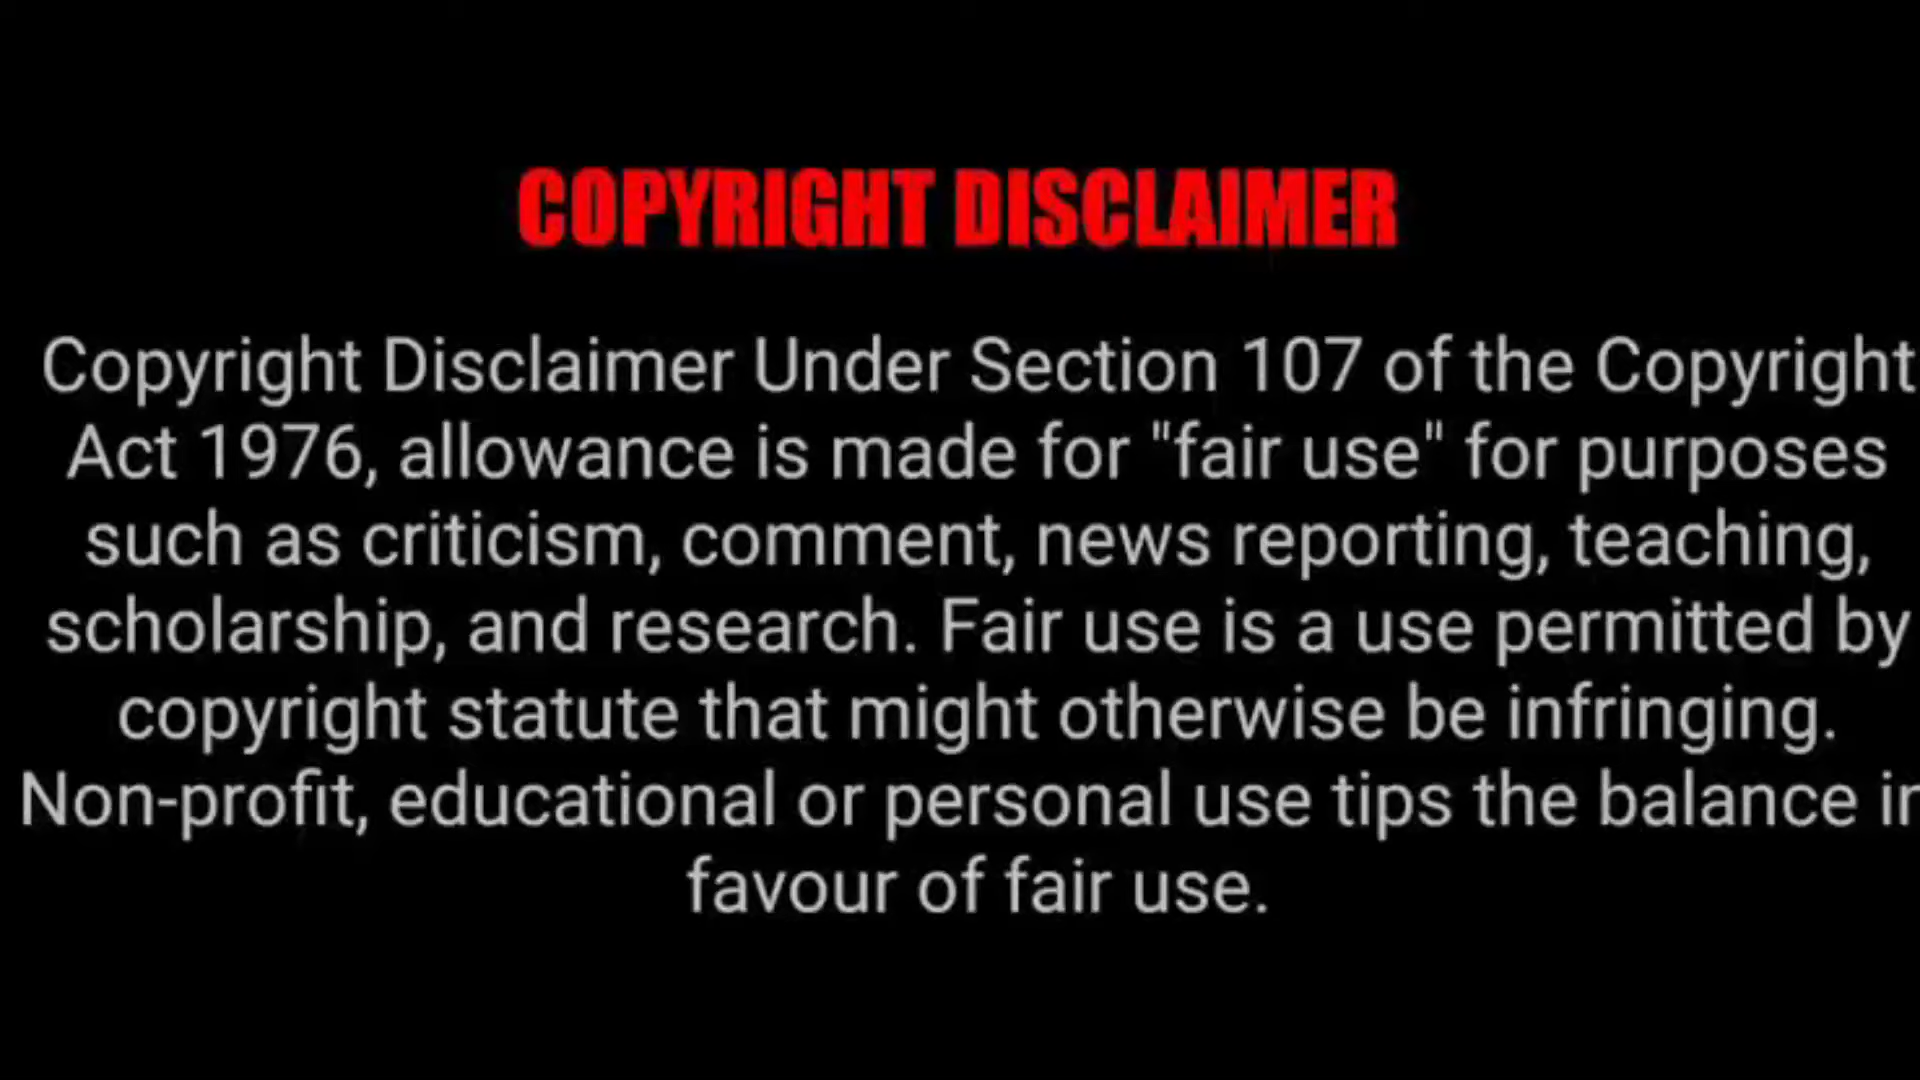 COPYRIGHT DISCLAIMER
Copyright Disclaimer Under Section 107 of the Copyright
Act 1976, allowance is made for "fair use" for purposes
such as criticism, comment, news reporting, teaching,
scholarship, and research. Fair use is a use permitted by
copyright statute that might otherwise be infringing.
Non-profit, educational or personal use tips the balance in
favour of fair use.